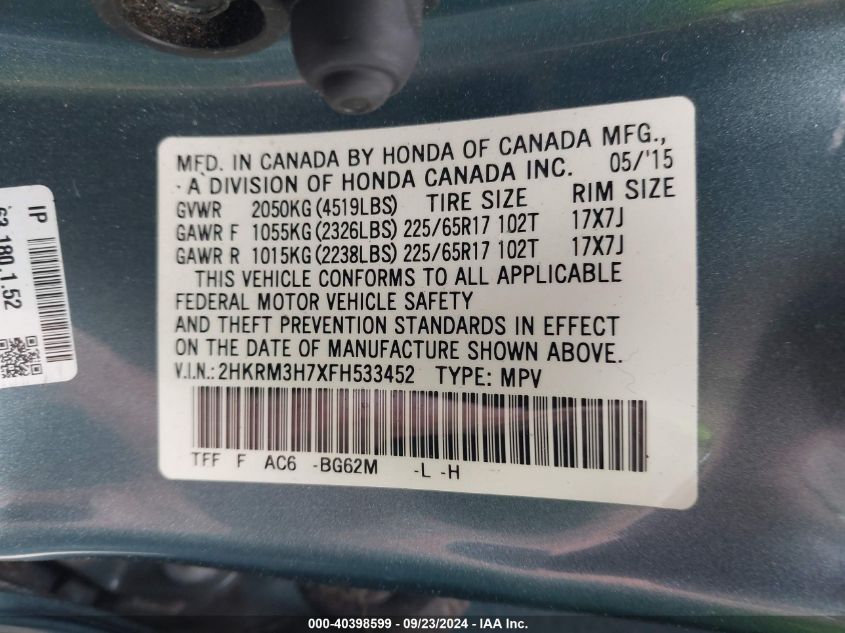 MFD. IN CANADA BY HONDA OF CANADA MFG.,
A DIVISION OF HONDA CANADA INC. 05/'15
GVWR 2050KG (4519LBS) TIRE SIZE RIM SIZE
GAWR F 1055KG (2326LBS) 225/65R17 102T 17X7J
GAWR R 1015KG (2238LBS) 225/65R17 102T 17X7J
THIS VEHICLE CONFORMS TO ALL APPLICABLE
FEDERAL MOTOR VEHICLE SAFETY
AND THEFT PREVENTION STANDARDS IN EFFECT
ON THE DATE OF MANUFACTURE SHOWN ABOVE.
V.I.N.: 2HKRM3H7XFH533452 TYPE: MPV
TFF F AC6 -BG62M -L -H
IP
180.1.52
000-40398599 - 09/23/2024 - IAA Inc.